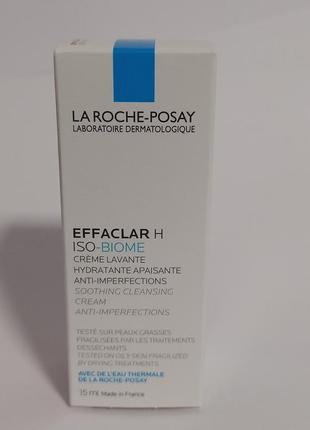 LA ROCHE-POSAY
LABORATOIRE DERMATOLOGIQUE
EFFACLAR H
ISO-BIOME
CRÈME LAVANTE
HYDRATANTE APAISANTE
ANTI-IMPERFECTIONS
SOOTHING CLEANSING
CREAM
ANTI-IMPERFECTIONS
TESTÉ SUR PEAUX GRASSES
FRAGILISÉES PAR LES TRAITEMENTS
DESSÉCHANTS
TESTED ON OILY SKIN FRAGILIZED
BY DRYING TREATMENTS
AVEC DE L'EAU THERMALE
DE LA ROCHE-POSAY
15 ml Made in France